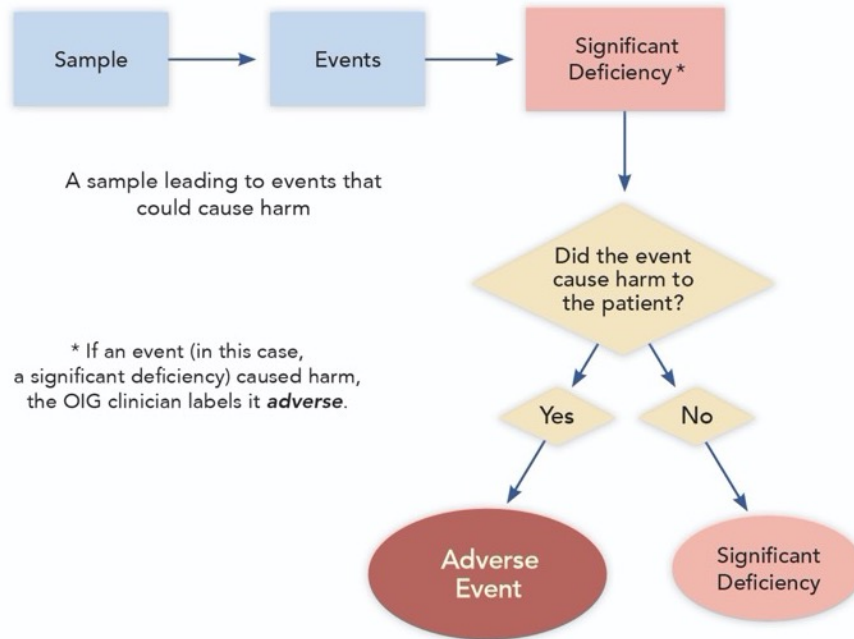 Sample
Events
Significant
Deficiency *
A sample leading to events that
could cause harm
Did the event
cause harm to
the patient?
* If an event (in this case,
a significant deficiency) caused harm,
the OIG clinician labels it adverse.
Yes
No
Adverse
Event
Significant
Deficiency